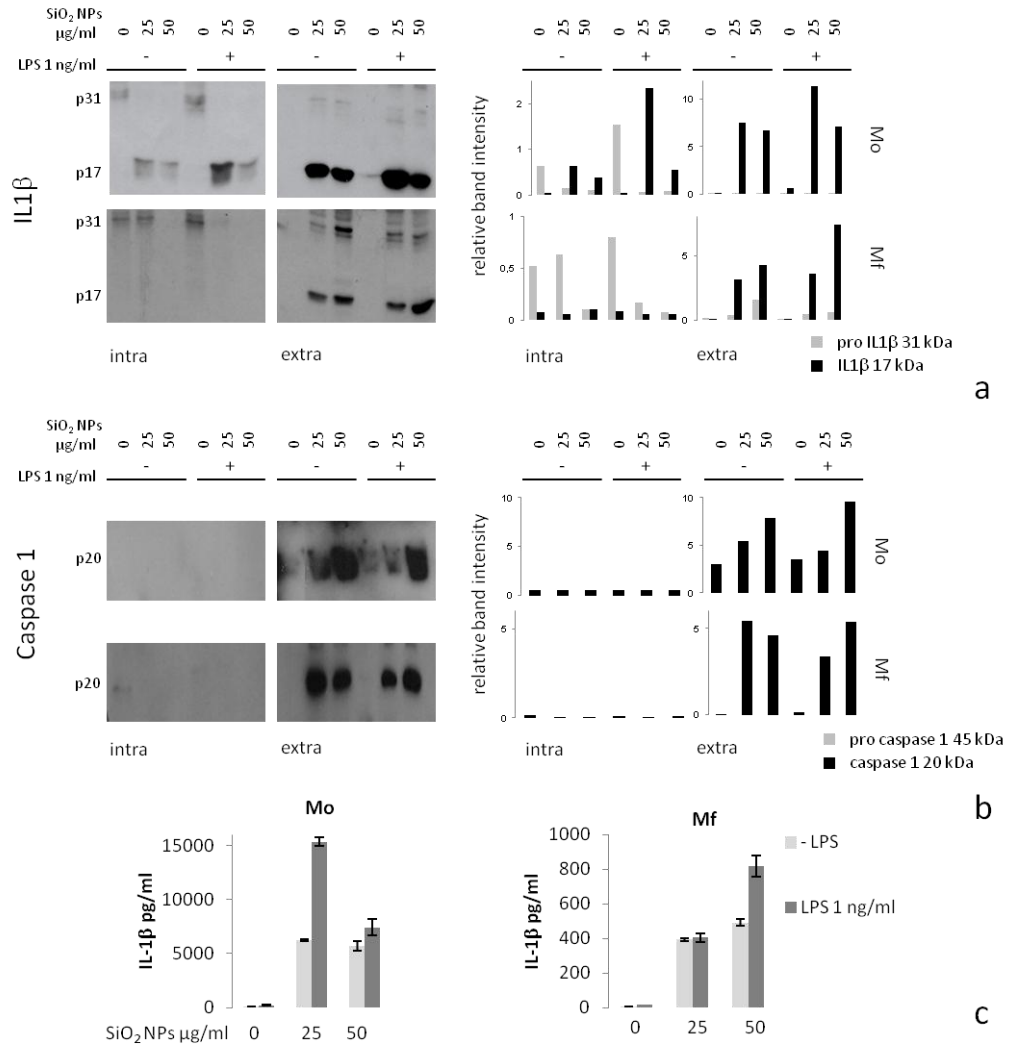 SiO₂ NPs µg/ml 0 25 50 0 25 50 0 25 50 0 25 50
LPS 1 ng/ml - + - +
0 25 50 0 25 50 0 25 50 0 25 50
- + - +
IL1β
p31
p17
p31
p17
intra extra
relative band intensity
2
1
0
10
5
0
Mo
1
0,5
0
5
0
Mf
intra extra
pro IL1β 31 kDa
IL1β 17 kDa
a
SiO₂ NPs µg/ml 0 25 50 0 25 50 0 25 50 0 25 50
LPS 1 ng/ml - + - +
0 25 50 0 25 50 0 25 50 0 25 50
- + - +
Caspase 1
p20
p20
intra extra
relative band intensity
10
5
0
10
5
0
Mo
5
0
5
0
Mf
intra extra
pro caspase 1 45 kDa
caspase 1 20 kDa
b
Mo
IL-1β pg/ml
15000
10000
5000
0
SiO₂ NPs µg/ml 0 25 50
Mf
IL-1β pg/ml
1000
800
600
400
200
0
0 25 50
- LPS
LPS 1 ng/ml
c